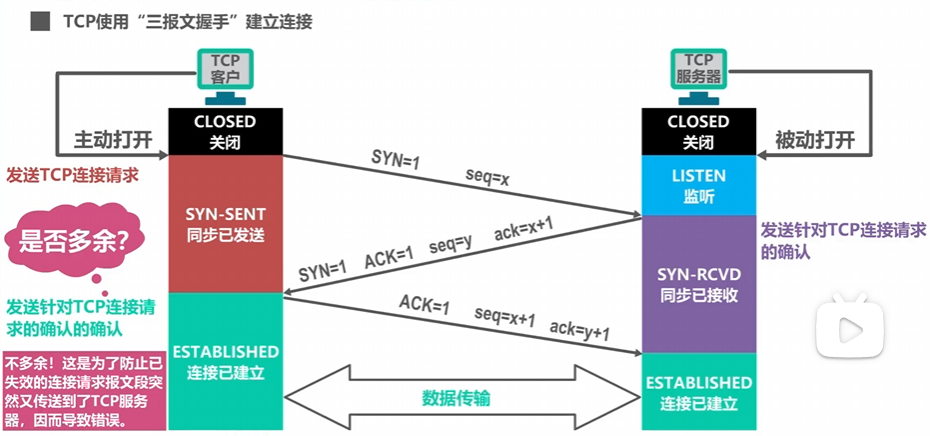 TCP使用“三报文握手”建立连接
TCP
客户
TCP
服务器
CLOSED
关闭
CLOSED
关闭
主动打开
被动打开
发送TCP连接请求
SYN=1 seq=x
LISTEN
监听
SYN-SENT
同步已发送
是否多余？
SYN=1 ACK=1 seq=y ack=x+1
发送针对TCP连接请求
的确认
SYN-RCVD
同步已接收
发送针对TCP连接请
求的确认的确认
ACK=1 seq=x+1 ack=y+1
ESTABLISHED
连接已建立
不多余！这是为了防止已
失效的连接请求报文段突
然又传送到了TCP服务
器，因而导致错误。
数据传输
ESTABLISHED
连接已建立